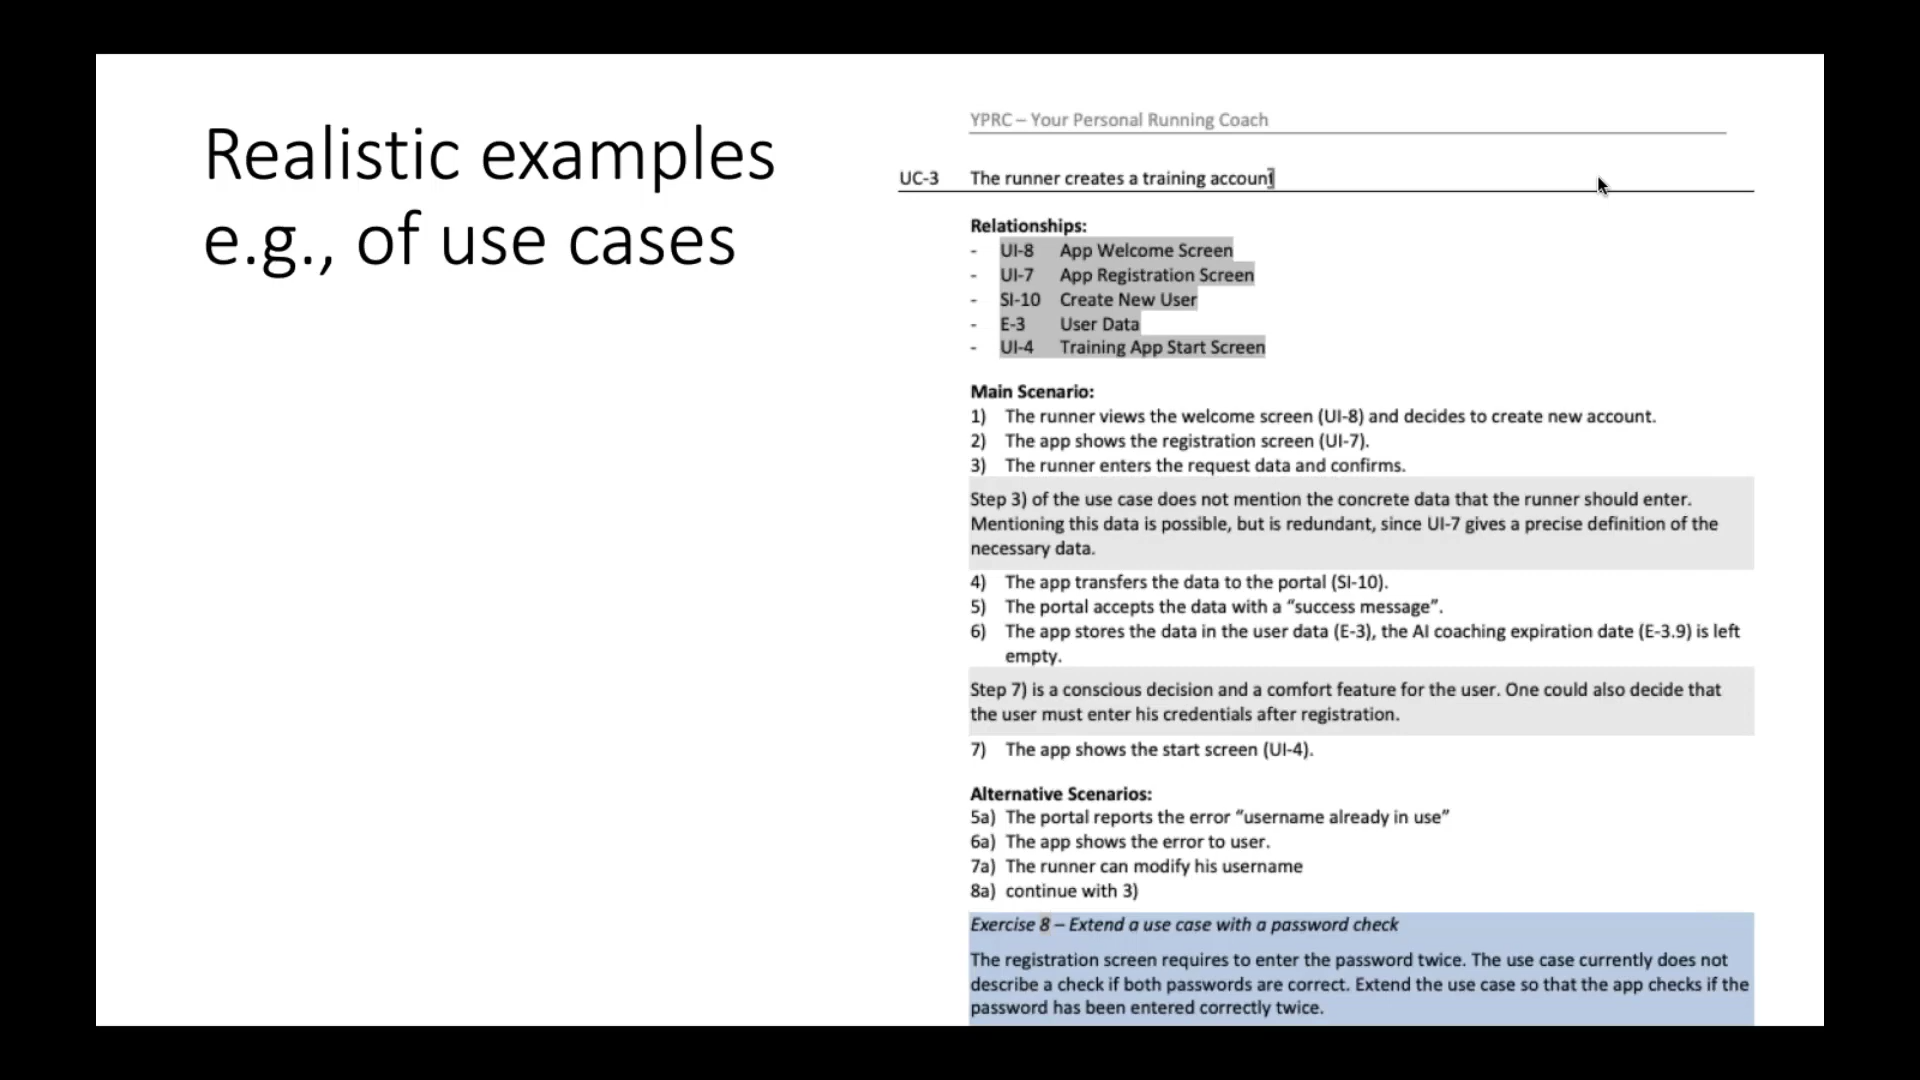 Realistic examples
e.g., of use cases
YPRC – Your Personal Running Coach
UC-3 The runner creates a training account
Relationships:
- UI-8 App Welcome Screen
- UI-7 App Registration Screen
- SI-10 Create New User
- E-3 User Data
- UI-4 Training App Start Screen
Main Scenario:
1) The runner views the welcome screen (UI-8) and decides to create new account.
2) The app shows the registration screen (UI-7).
3) The runner enters the request data and confirms.
Step 3) of the use case does not mention the concrete data that the runner should enter.
Mentioning this data is possible, but is redundant, since UI-7 gives a precise definition of the
necessary data.
4) The app transfers the data to the portal (SI-10).
5) The portal accepts the data with a “success message”.
6) The app stores the data in the user data (E-3), the AI coaching expiration date (E-3.9) is left
empty.
Step 7) is a conscious decision and a comfort feature for the user. One could also decide that
the user must enter his credentials after registration.
7) The app shows the start screen (UI-4).
Alternative Scenarios:
5a) The portal reports the error “username already in use”
6a) The app shows the error to user.
7a) The runner can modify his username
8a) continue with 3)
Exercise 8 – Extend a use case with a password check
The registration screen requires to enter the password twice. The use case currently does not
describe a check if both passwords are correct. Extend the use case so that the app checks if the
password has been entered correctly twice.